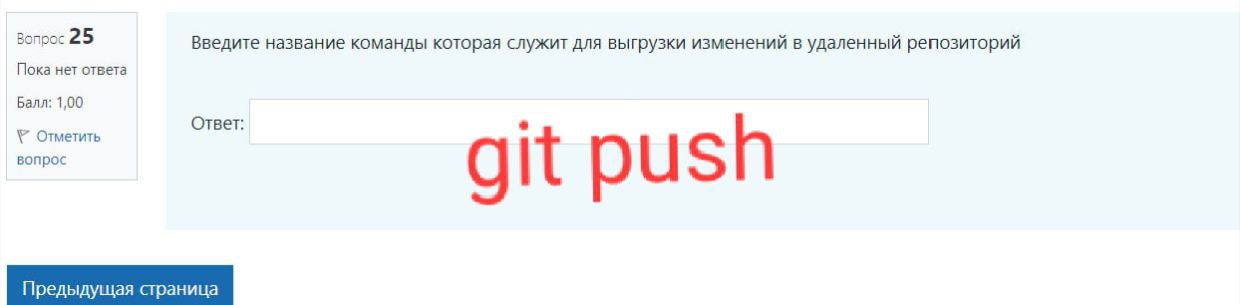 Вопрос 25
Пока нет ответа
Балл: 1,00
Отметить
вопрос
Введите название команды которая служит для выгрузки изменений в удаленный репозиторий
Ответ:
git push
Предыдущая страница